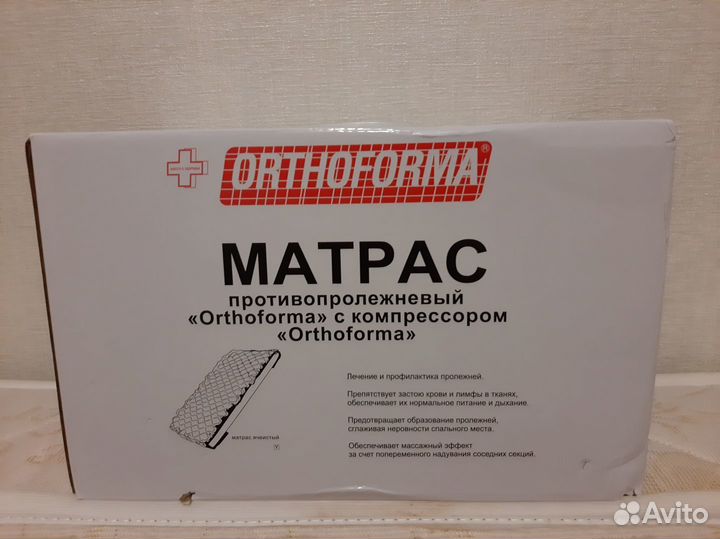 ORTHOFORMA®
МАТРАС
противопролежневый
«Orthoforma» с компрессором
«Orthoforma»
Лечение и профилактика пролежней.
Препятствует застою крови и лимфы в тканях,
обеспечивает их нормальное питание и дыхание.
Предотвращает образование пролежней,
сглаживая неровности спального места.
Обеспечивает массажный эффект
за счет попеременного надувания соседних секций.
матрас ячеистый
Avito